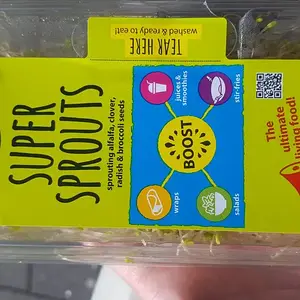 TEAR HERE
washed & ready to eat!
SUPER
SPROUTS
sprouting alfalfa, clover,
radish & broccoli seeds
juices &
smoothies
stir-fries
BOOST
wraps
salads
The
ultimate
food!